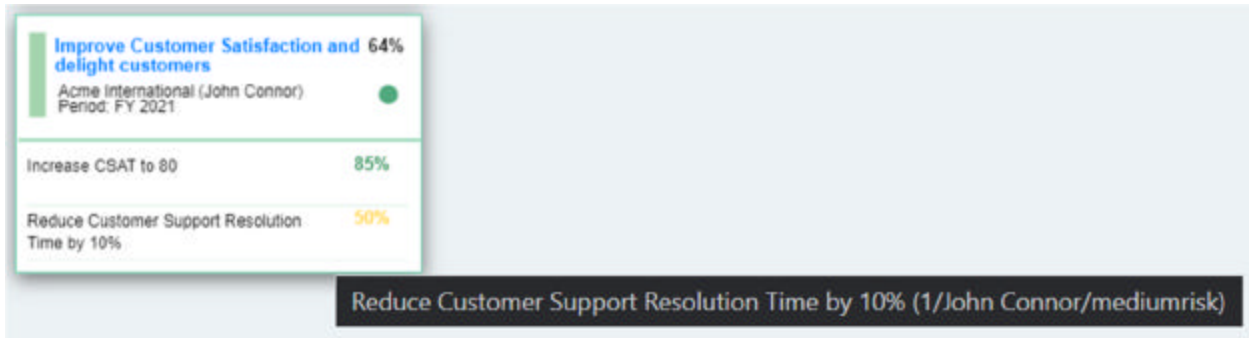 Improve Customer Satisfaction and 64%
delight customers
Acme International (John Connor)
Period: FY 2021
Increase CSAT to 80 85%
Reduce Customer Support Resolution 50%
Time by 10%
Reduce Customer Support Resolution Time by 10% (1/John Connor/mediumrisk)